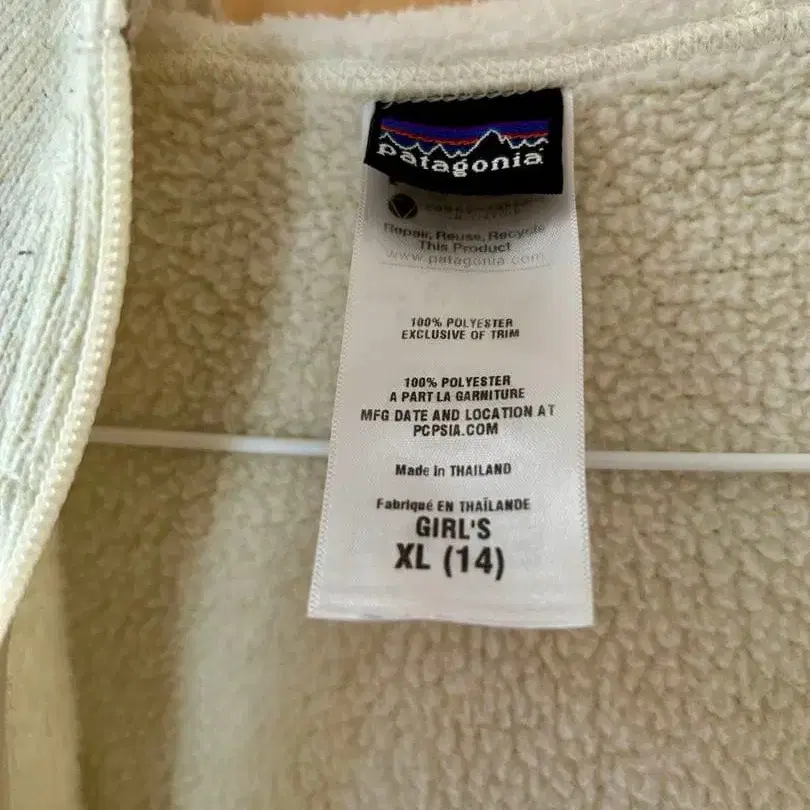 patagonia
Repair, Reuse, Recycle
This Product
www.patagonia.com
100% POLYESTER
EXCLUSIVE OF TRIM
100% POLYESTER
A PART LA GARNITURE
MFG DATE AND LOCATION AT
PCPSIA.COM
Made in THAILAND
Fabriqué EN THAÏLANDE
GIRL'S
XL (14)